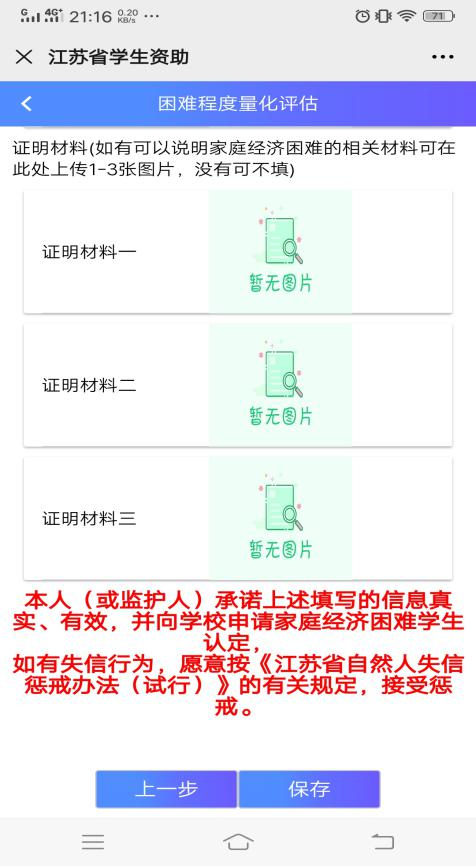 G 4G⁺ 21:16 0.20 KB/s ··· 71
江苏省学生资助
困难程度量化评估
证明材料(如有可以说明家庭经济困难的相关材料可在
此处上传1-3张图片，没有可不填)
证明材料一
暂无图片
证明材料二
暂无图片
证明材料三
暂无图片
本人（或监护人）承诺上述填写的信息真
实、有效，并向学校申请家庭经济困难学生
认定，
如有失信行为，愿意按《江苏省自然人失信
惩戒办法（试行）》的有关规定，接受惩
戒。
上一步 保存